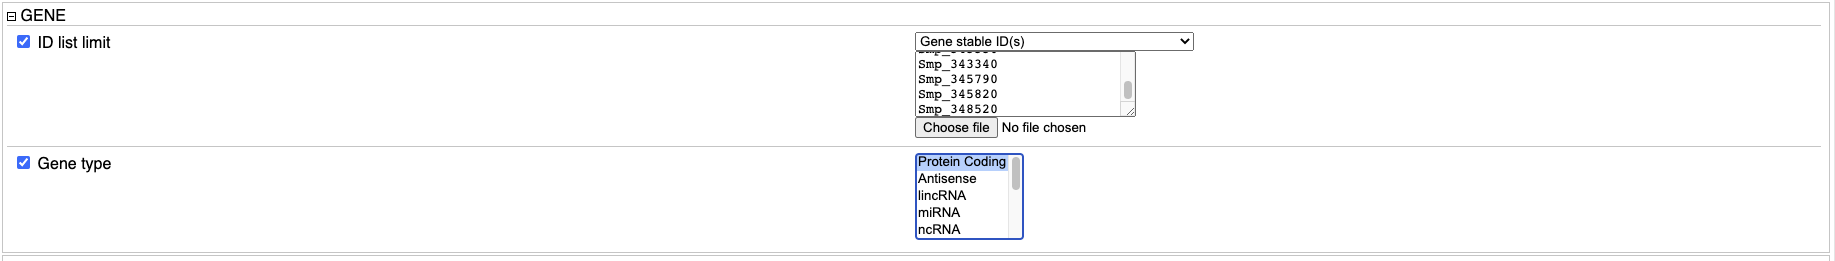 GENE
ID list limit
Gene stable ID(s)
Smp_343340
Smp_345790
Smp_345820
Smp_348520
Choose file No file chosen
Gene type
Protein Coding
Antisense
lincRNA
miRNA
ncRNA